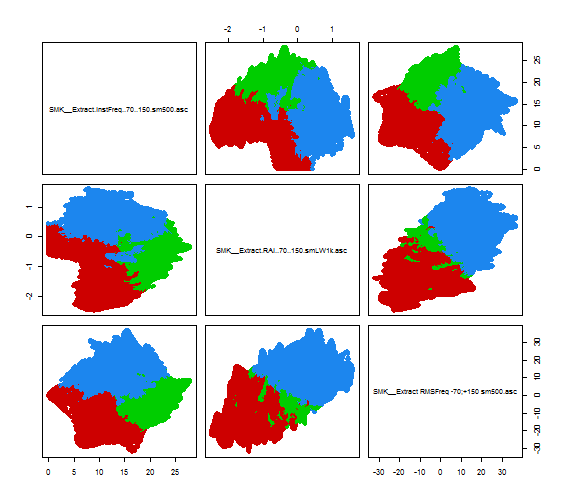 -2 -1 0 1
SMK__Extract.InstFreq..70..150.sm500.asc
0 5 10 15 20 25
-2 -1 0 1
SMK__Extract.RAI..70..150.smLW1k.asc
SMK__Extract RMSFreq -70;+150 sm500.asc
-30 -20 -10 0 10 20 30
0 5 10 15 20 25
-30 -20 -10 0 10 20 30